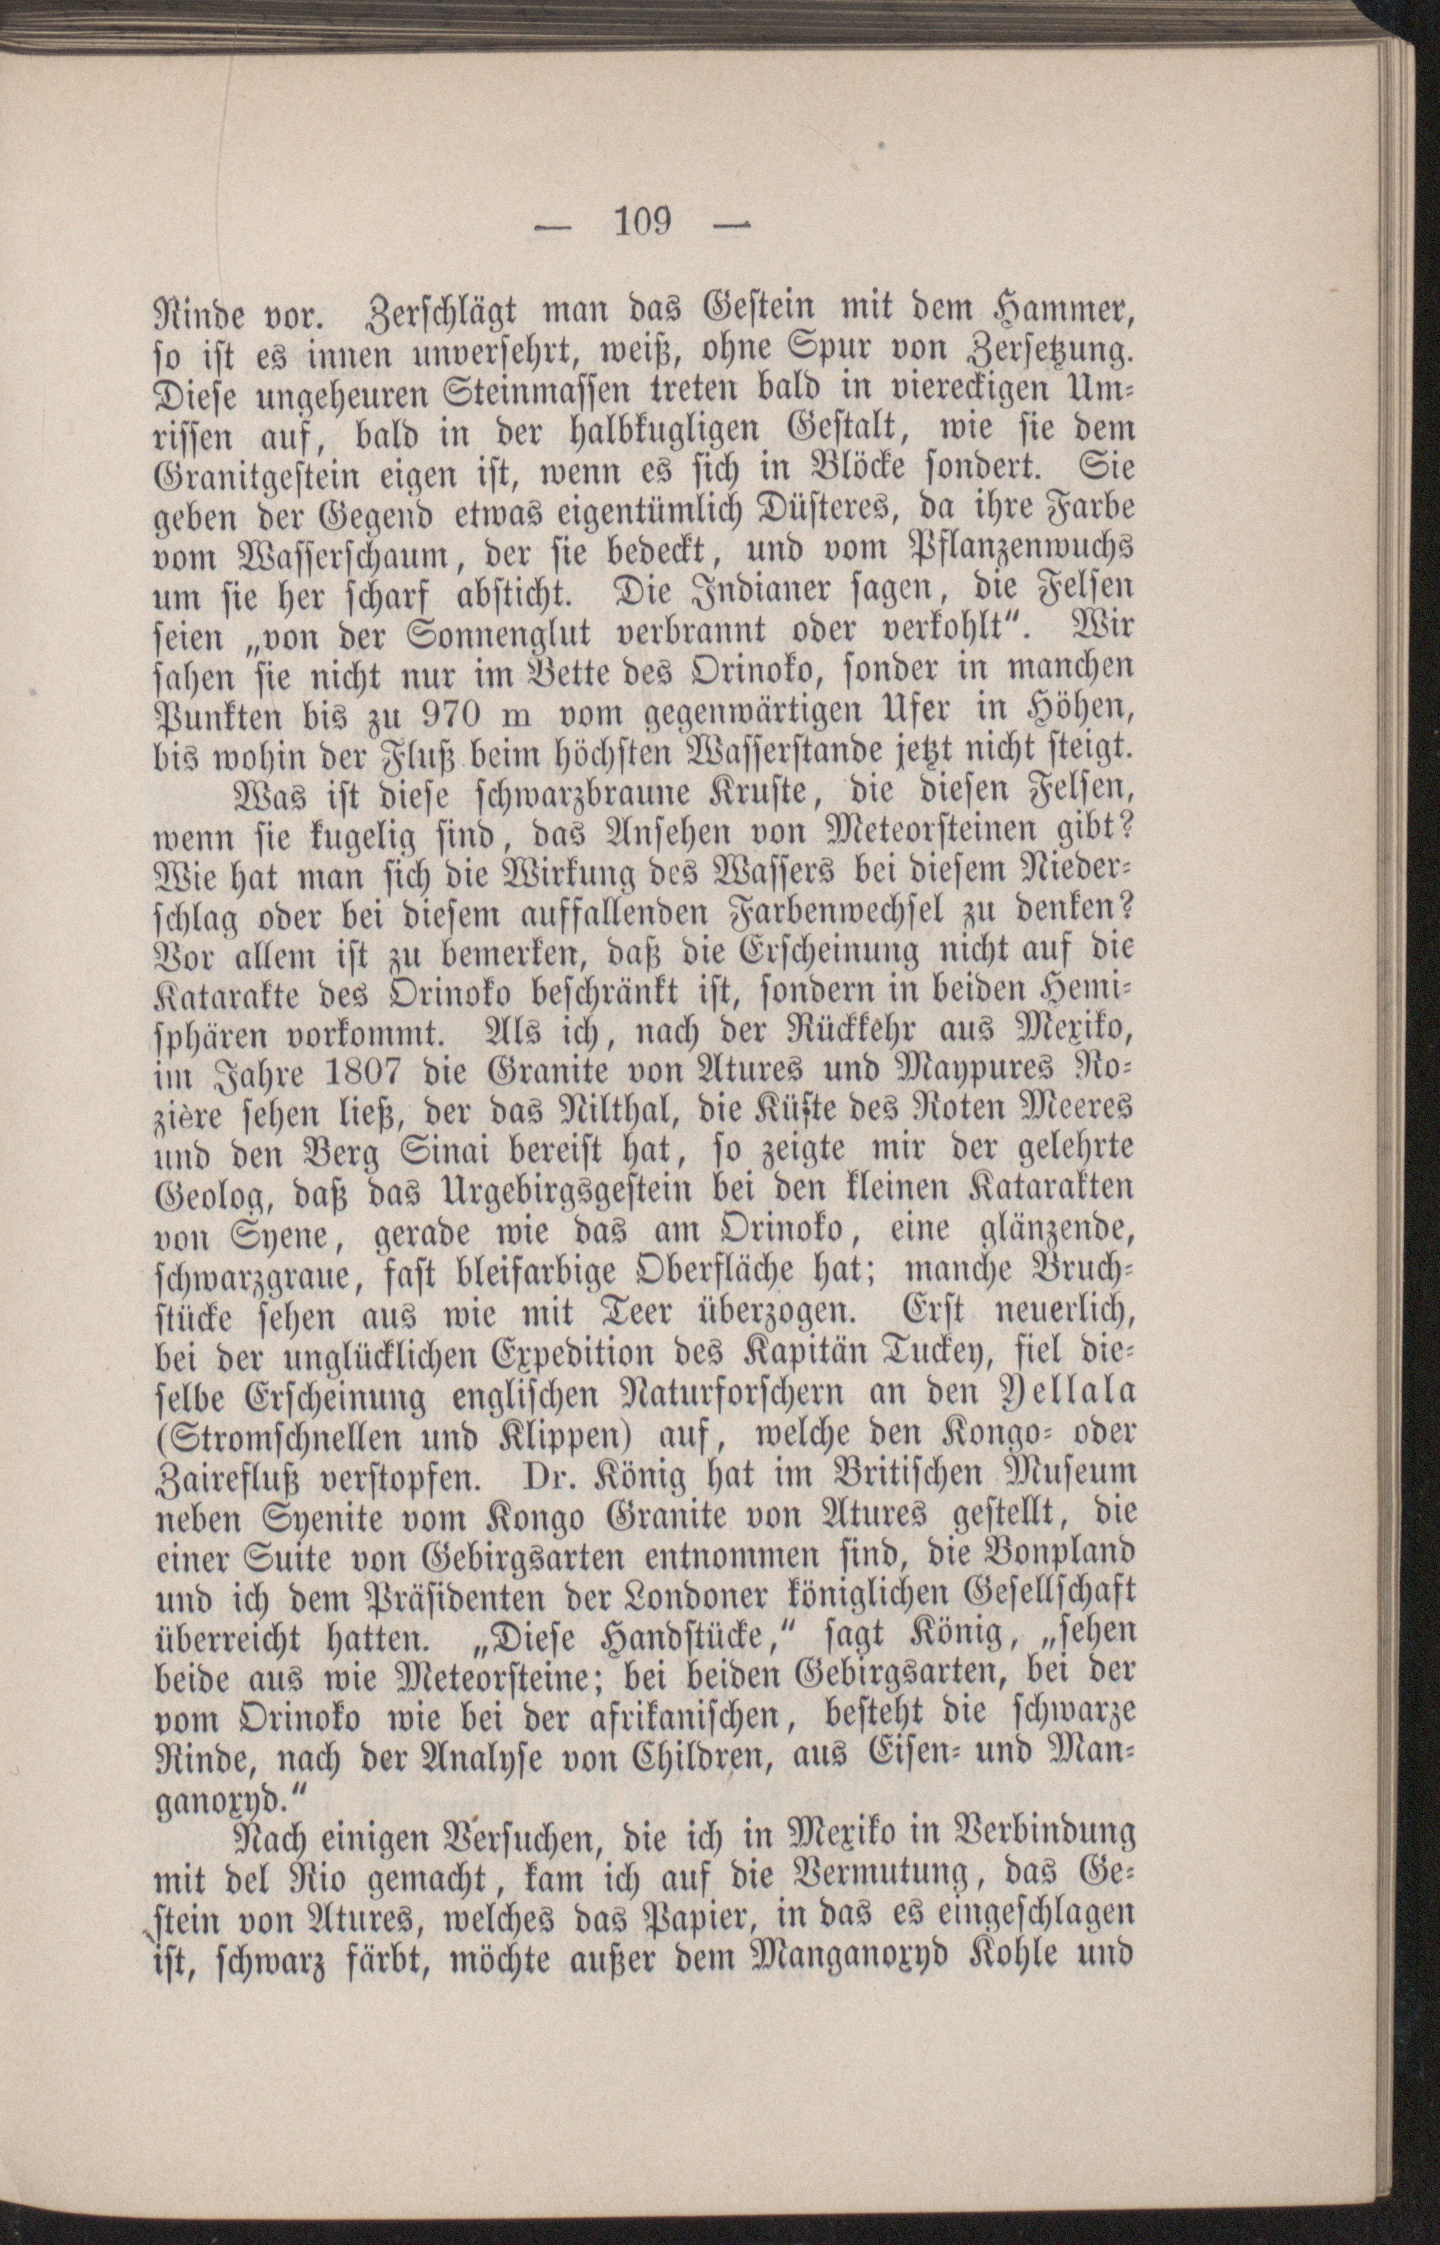 — 109 —
Rinde vor. Zerschlägt man das Gestein mit dem Hammer,
so ist es innen unversehrt, weiß, ohne Spur von Zersetzung.
Diese ungeheuren Steinmassen treten bald in viereckigen Um-
rissen auf, bald in der halbkugligen Gestalt, wie sie dem
Granitgestein eigen ist, wenn es sich in Blöcke sondert. Sie
geben der Gegend etwas eigentümlich Düsteres, da ihre Farbe
vom Wasserschaum, der sie bedeckt, und vom Pflanzenwuchs
um sie her scharf absticht. Die Indianer sagen, die Felsen
seien „von der Sonnenglut verbrannt oder verkohlt“. Wir
sahen sie nicht nur im Bette des Orinoko, sonder in manchen
Punkten bis zu 970 m vom gegenwärtigen Ufer in Höhen,
bis wohin der Fluß beim höchsten Wasserstande jetzt nicht steigt.
Was ist diese schwarzbraune Kruste, die diesen Felsen,
wenn sie kugelig sind, das Ansehen von Meteorsteinen gibt?
Wie hat man sich die Wirkung des Wassers bei diesem Nieder-
schlag oder bei diesem auffallenden Farbenwechsel zu denken?
Vor allem ist zu bemerken, daß die Erscheinung nicht auf die
Katarakte des Orinoko beschränkt ist, sondern in beiden Hemi-
sphären vorkommt. Als ich, nach der Rückkehr aus Mexiko,
im Jahre 1807 die Granite von Atures und Maypures Ro-
zière sehen ließ, der das Nilthal, die Küste des Roten Meeres
und den Berg Sinai bereist hat, so zeigte mir der gelehrte
Geolog, daß das Urgebirgsgestein bei den kleinen Katarakten
von Syene, gerade wie das am Orinoko, eine glänzende,
schwarzgraue, fast bleifarbige Oberfläche hat; manche Bruch-
stücke sehen aus wie mit Teer überzogen. Erst neuerlich,
bei der unglücklichen Expedition des Kapitän Tuckey, fiel die-
selbe Erscheinung englischen Naturforschern an den Yellala
(Stromschnellen und Klippen) auf, welche den Kongo- oder
Zairefluß verstopfen. Dr. König hat im Britischen Museum
neben Syenite vom Kongo Granite von Atures gestellt, die
einer Suite von Gebirgsarten entnommen sind, die Bonpland
und ich dem Präsidenten der Londoner königlichen Gesellschaft
überreicht hatten. „Diese Handstücke,“ sagt König, „sehen
beide aus wie Meteorsteine; bei beiden Gebirgsarten, bei der
vom Orinoko wie bei der afrikanischen, besteht die schwarze
Rinde, nach der Analyse von Children, aus Eisen- und Man-
ganoxyd.“
Nach einigen Versuchen, die ich in Mexiko in Verbindung
mit del Rio gemacht, kam ich auf die Vermutung, das Ge-
stein von Atures, welches das Papier, in das es eingeschlagen
ist, schwarz färbt, möchte außer dem Manganoxyd Kohle und